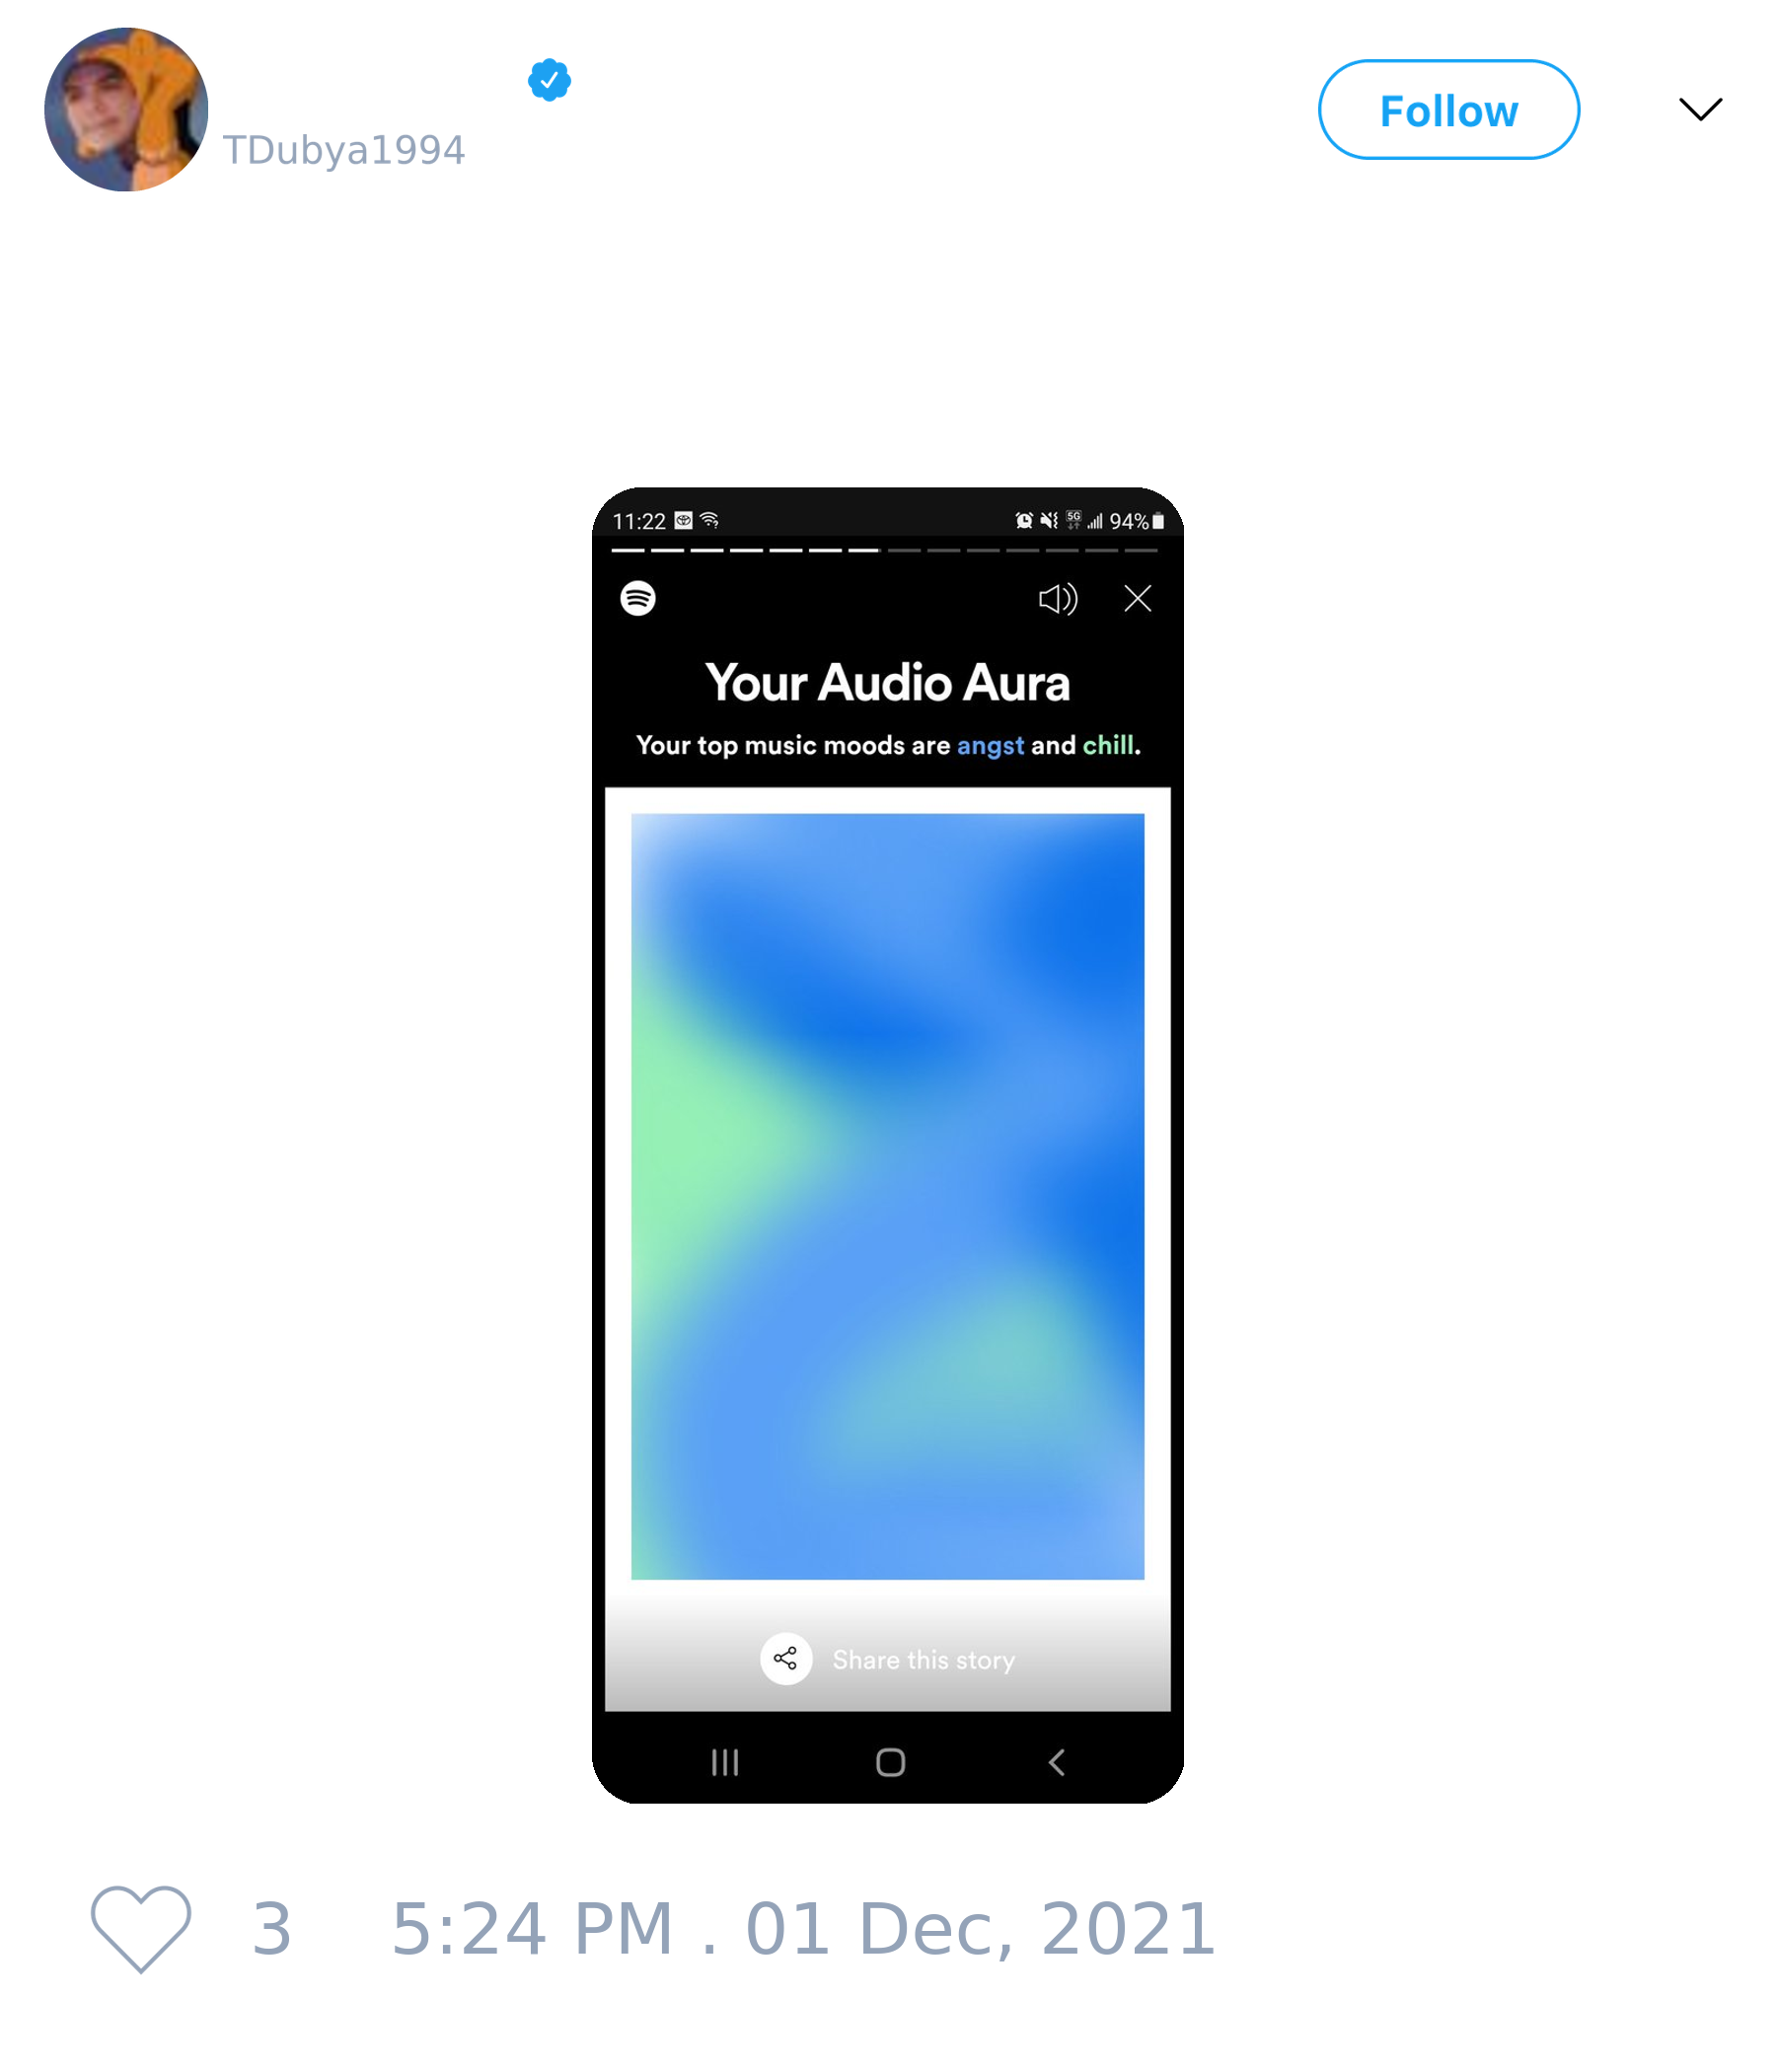 TDubya1994
Follow
11:22
5G
94%
Your Audio Aura
Your top music moods are angst and chill.
Share this story
3 5:24 PM . 01 Dec, 2021